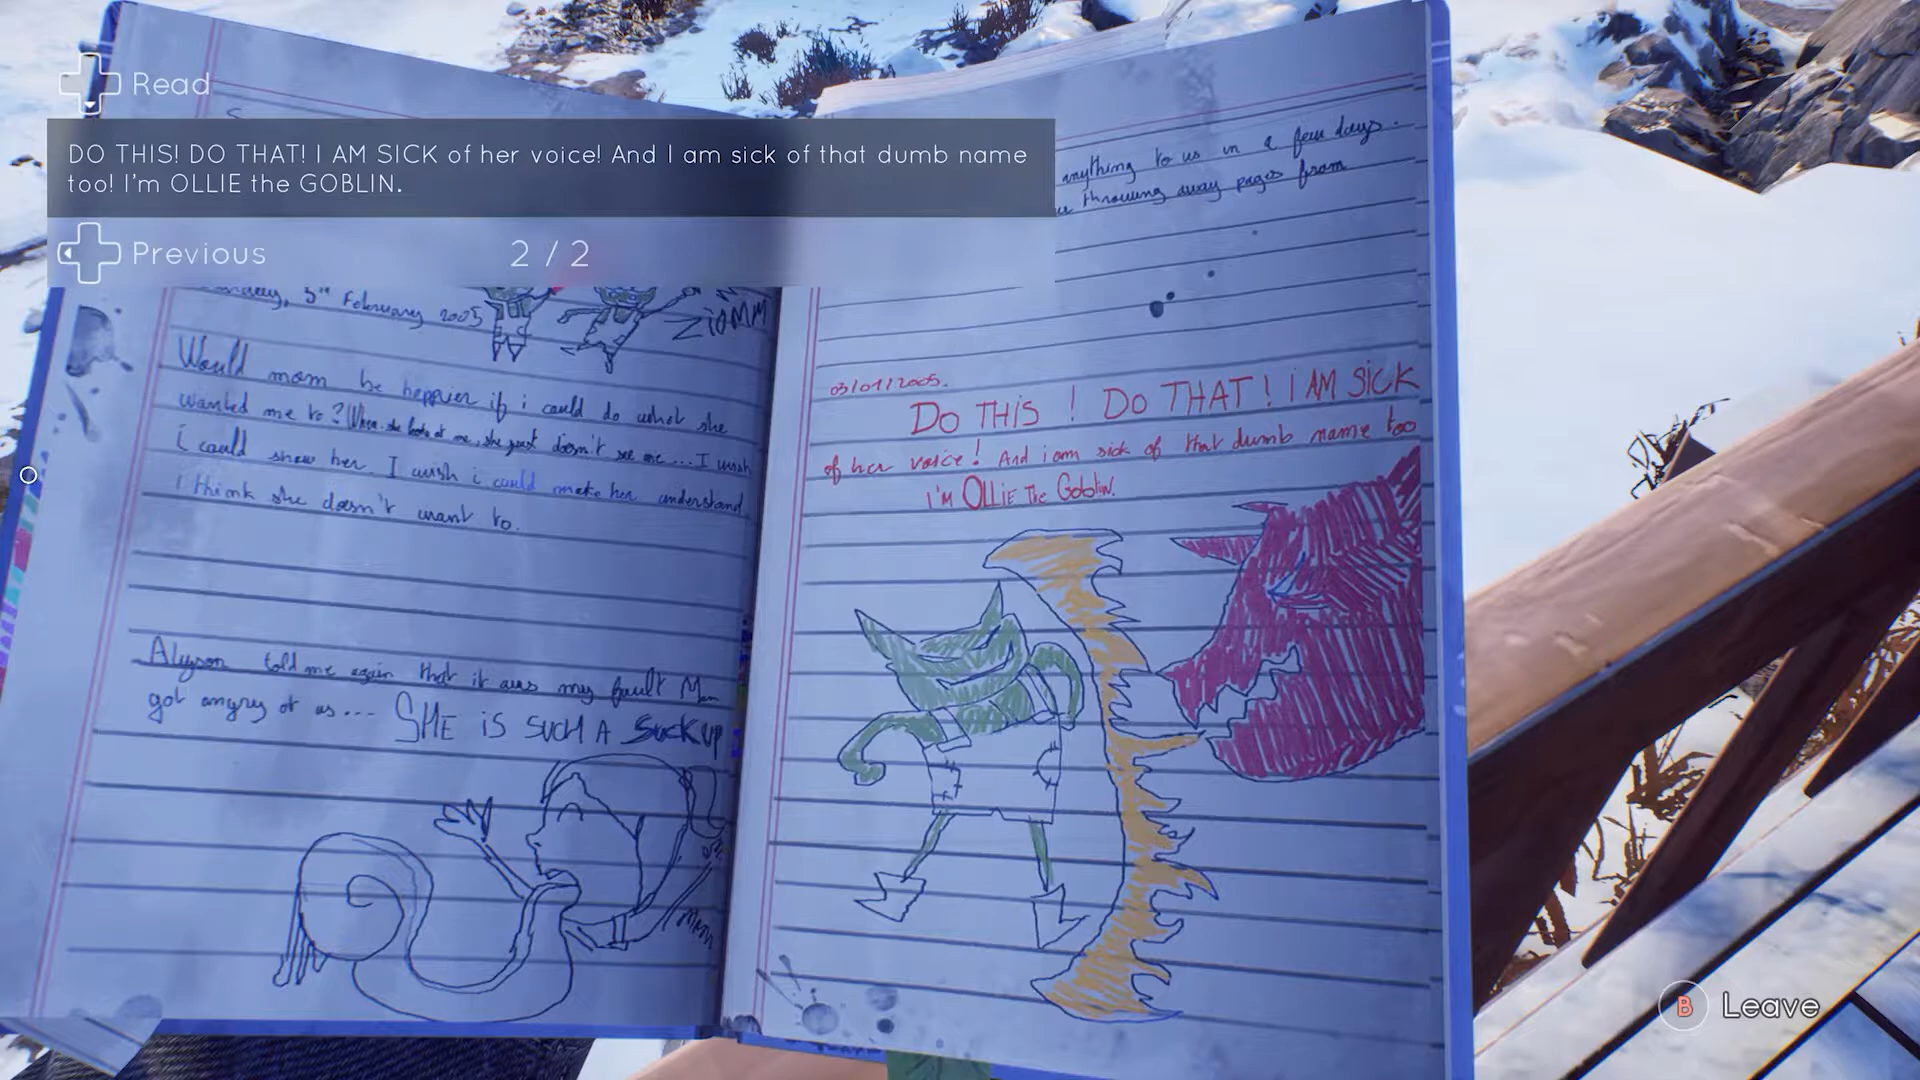 Read
DO THIS! DO THAT! I AM SICK of her voice! And I am sick of that dumb name
too! I'm OLLIE the GOBLIN.
Previous
2 / 2
5th February 2005
ZiOMM
Would mom be heppier if i could do what she
wanted me to? When she looks at me, she just doesn't see me... I wish
i could show her I wish i could make her understand
I think she doesn't want to.
Alyson told me again that it was my fault Mom
got angry at us... SHE iS SUCH A SUCK UP
Mem
anything to us in a few days.
throwing away pages from
03/01/2005.
DO THiS ! DO THAT! i AM SiCK
of her voice! And i am sick of that dumb name too
i'M OLLiE The GobliN.
B Leave